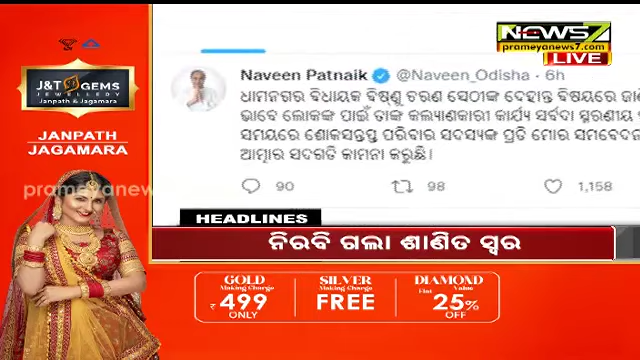 NEWS7
prameyanews7.com
LIVE
J&T GEMS
JEWELLERY
Janpath & Jagamara
JANPATH
JAGAMARA
prameyanews
Naveen Patnaik @Naveen_Odisha · 6h
ଧାମନଗର ବିଧାୟକ ବିଷ୍ଣୁ ଚରଣ ସେଠୀଙ୍କ ଦେହାନ୍ତ ବିଷୟରେ ଜାଣି
ଭାବେ ଲୋକଙ୍କ ପାଇଁ ତାଙ୍କ କଲ୍ୟାଣକାରୀ କାର୍ଯ୍ୟ ସର୍ବଦା ସ୍ମରଣୀୟ
ସମୟରେ ଶୋକସନ୍ତପ୍ତ ପରିବାର ସଦସ୍ୟଙ୍କ ପ୍ରତି ମୋର ସମବେଦନା
ଆତ୍ମାର ସଦଗତି କାମନା କରୁଛି।
90 98 1,158
HEADLINES
ନିରବି ଗଲା ଶାଣିତ ସ୍ୱର
GOLD
Making Charge
₹ 499
ONLY
SILVER
Making Charge
FREE
DIAMOND
Flat Value
25% OFF